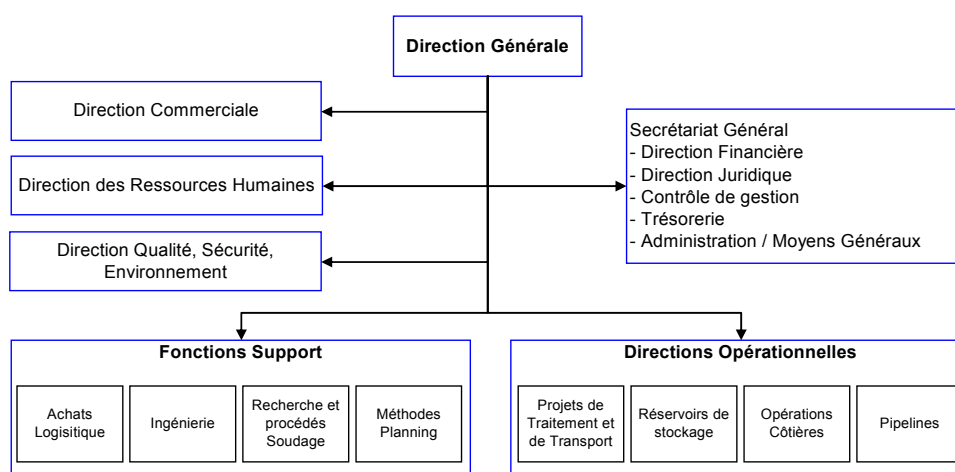 Direction Générale
Direction Commerciale
Secrétariat Général
- Direction Financière
- Direction Juridique
- Contrôle de gestion
- Trésorerie
- Administration / Moyens Généraux
Direction des Ressources Humaines
Direction Qualité, Sécurité,
Environnement
Fonctions Support
Achats
Logisitique
Ingénierie
Recherche et
procédés
Soudage
Méthodes
Planning
Directions Opérationnelles
Projets de
Traitement et
de Transport
Réservoirs de
stockage
Opérations
Côtières
Pipelines